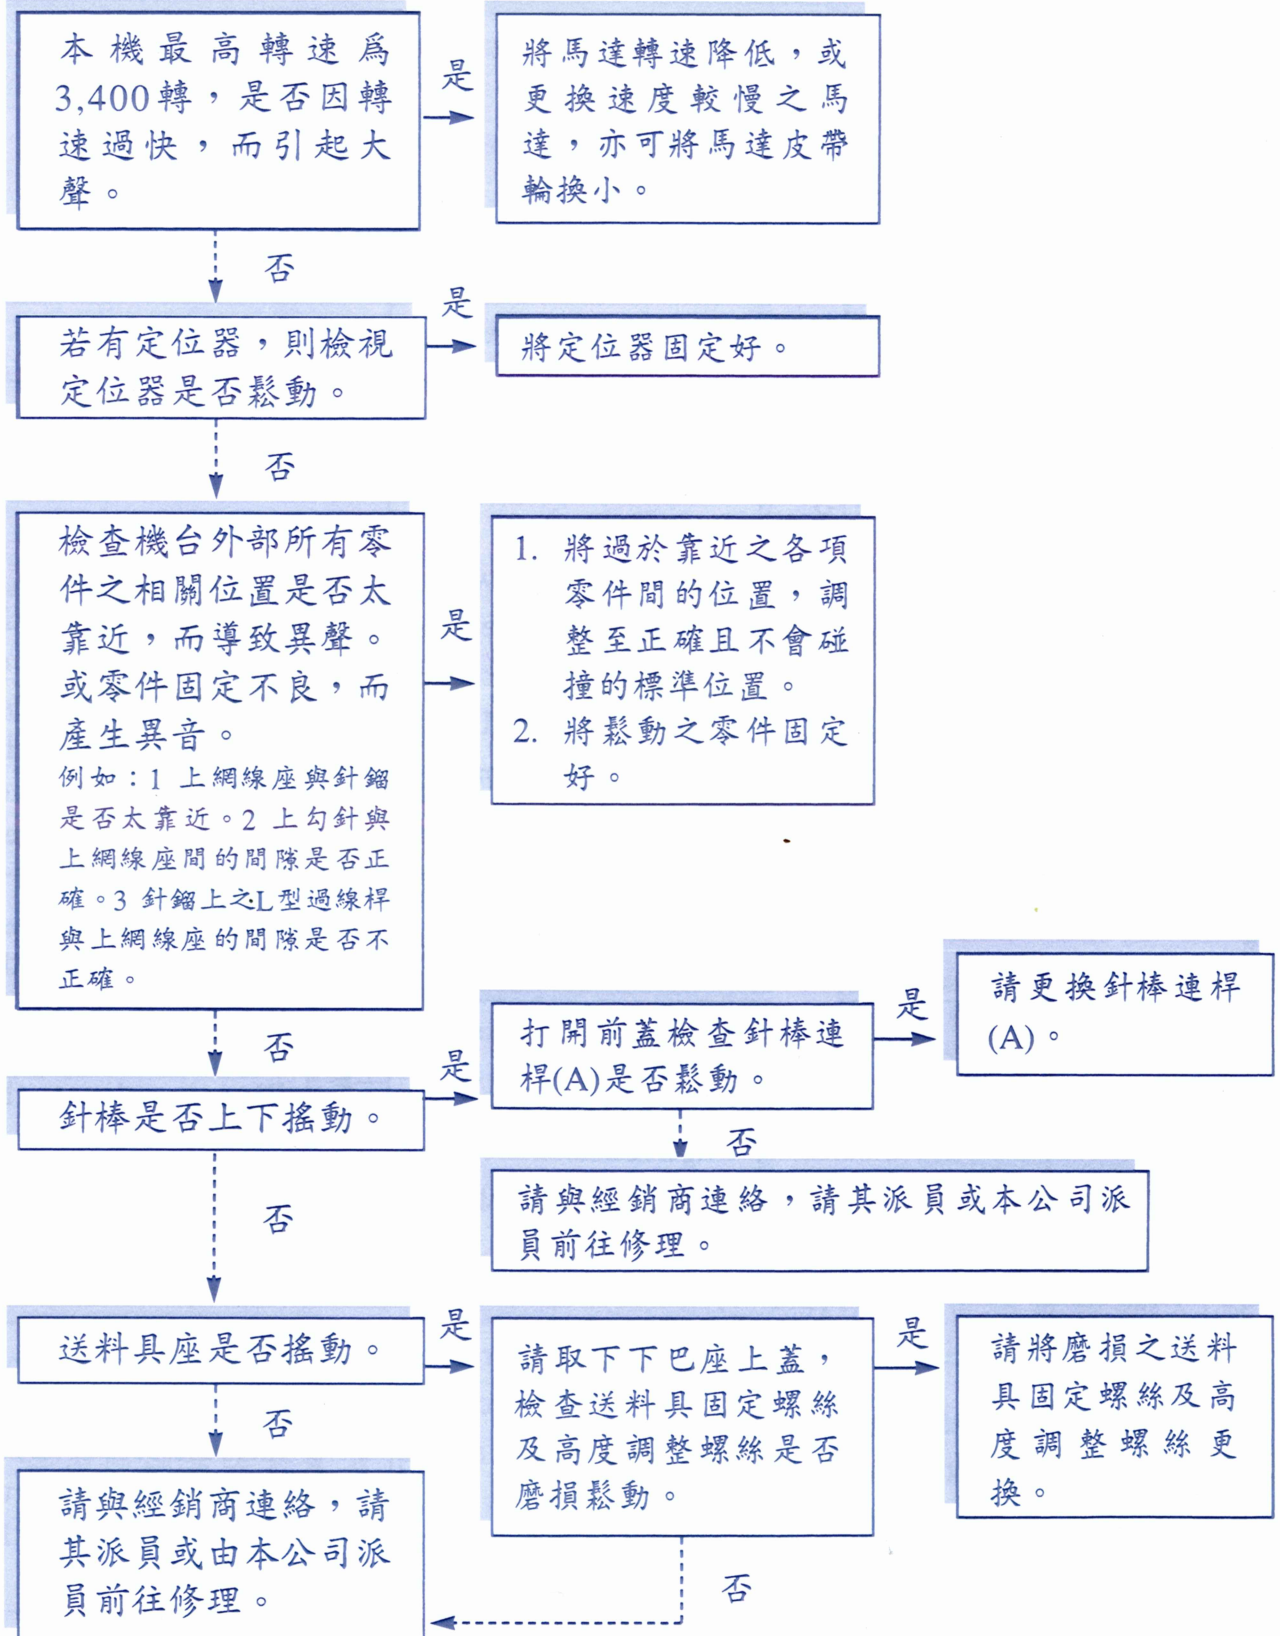 本機最高轉速爲
3,400轉,是否因轉
速過快,而引起大
聲。
是
將馬達轉速降低,或
更換速度較慢之馬
達,亦可將馬達皮帶
輪換小。
否
若有定位器,則檢視
定位器是否鬆動。
是
將定位器固定好。
否
檢查機台外部所有零
件之相關位置是否太
靠近,而導致異聲。
或零件固定不良,而
產生異音。
例如:1 上網線座與針鎦
是否太靠近。2 上勾針與
上網線座間的間隙是否正
確。3 針鎦上之L型過線桿
與上網線座的間隙是否不
正確。
是
1. 將過於靠近之各項
零件間的位置,調
整至正確且不會碰
撞的標準位置。
2. 將鬆動之零件固定
好。
否
針棒是否上下搖動。
是
打開前蓋檢查針棒連
桿(A)是否鬆動。
是
請更換針棒連桿
(A)。
否
請與經銷商連絡,請其派員或本公司派
員前往修理。
否
送料具座是否搖動。
是
請取下下巴座上蓋,
檢查送料具固定螺絲
及高度調整螺絲是否
磨損鬆動。
是
請將磨損之送料
具固定螺絲及高
度調整螺絲更
換。
否
請與經銷商連絡,請
其派員或由本公司派
員前往修理。
否